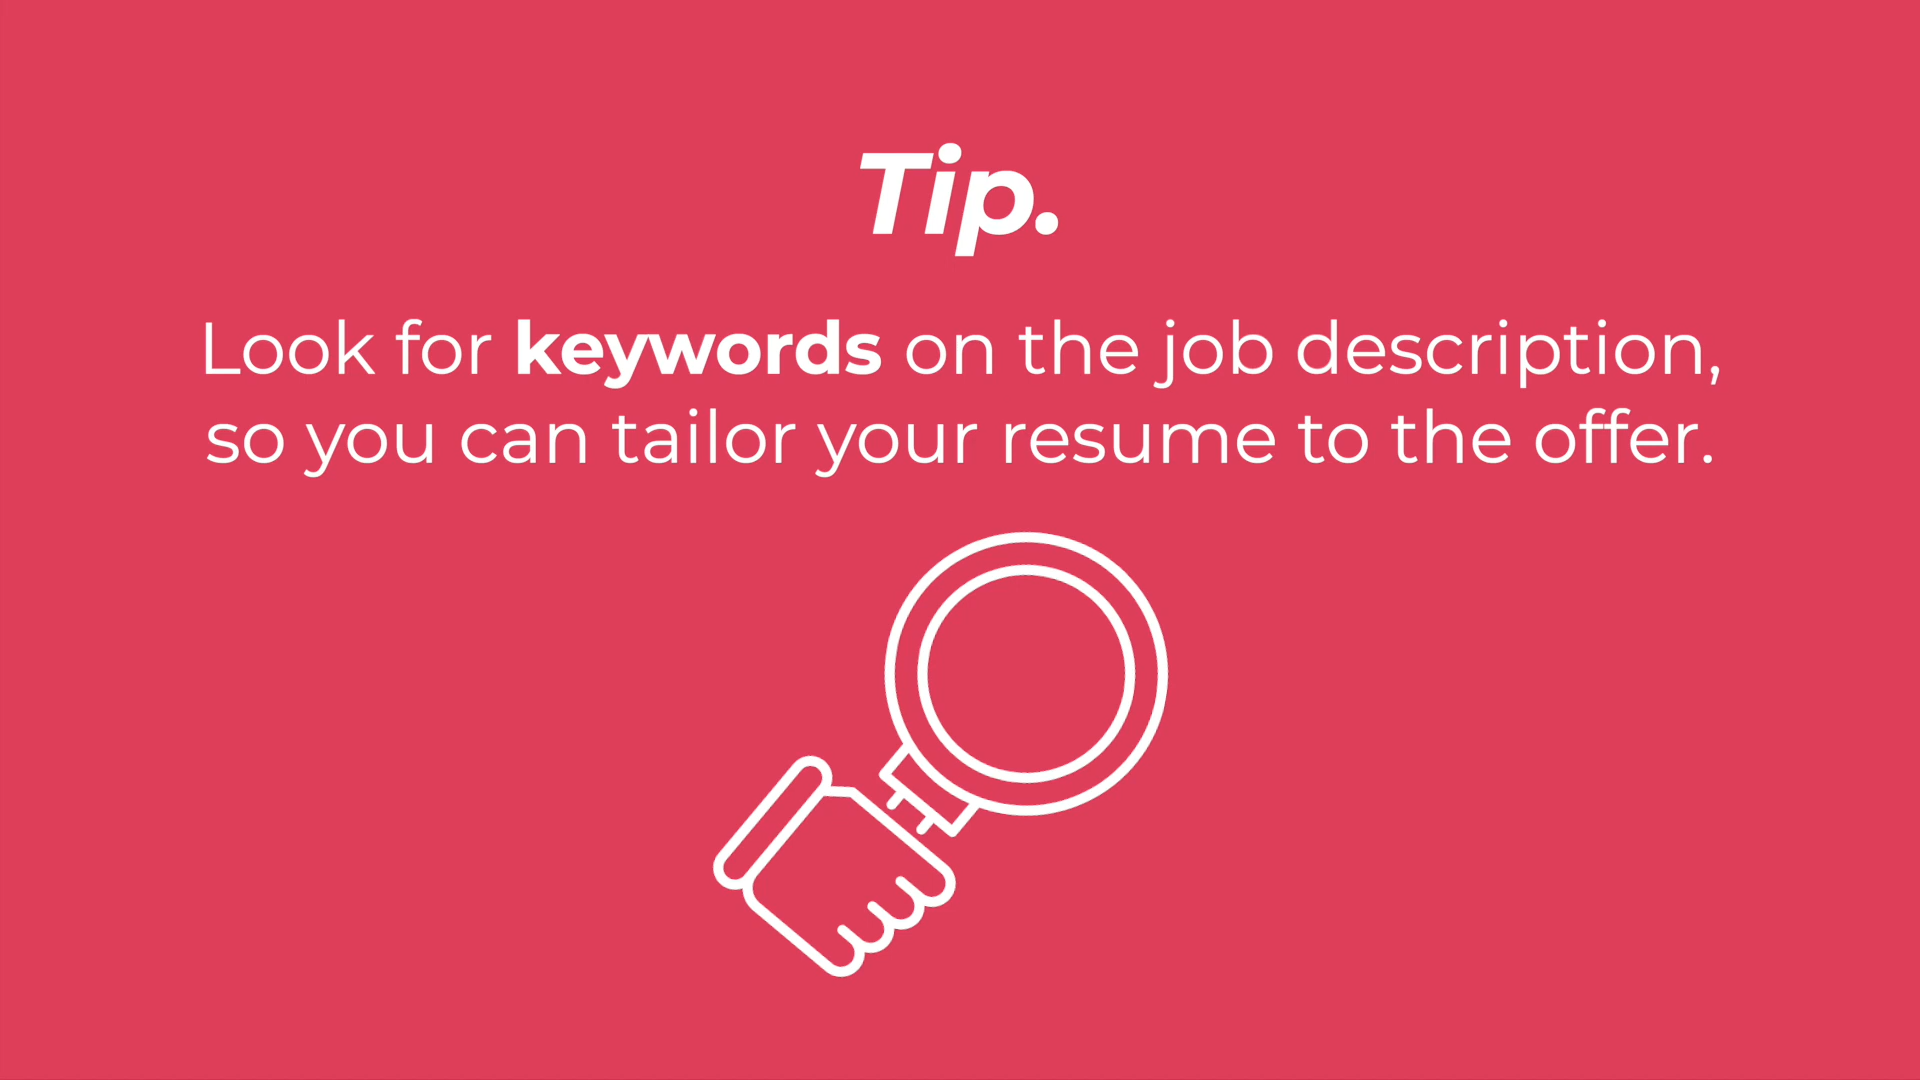 Tip.
Look for keywords on the job description,
so you can tailor your resume to the offer.